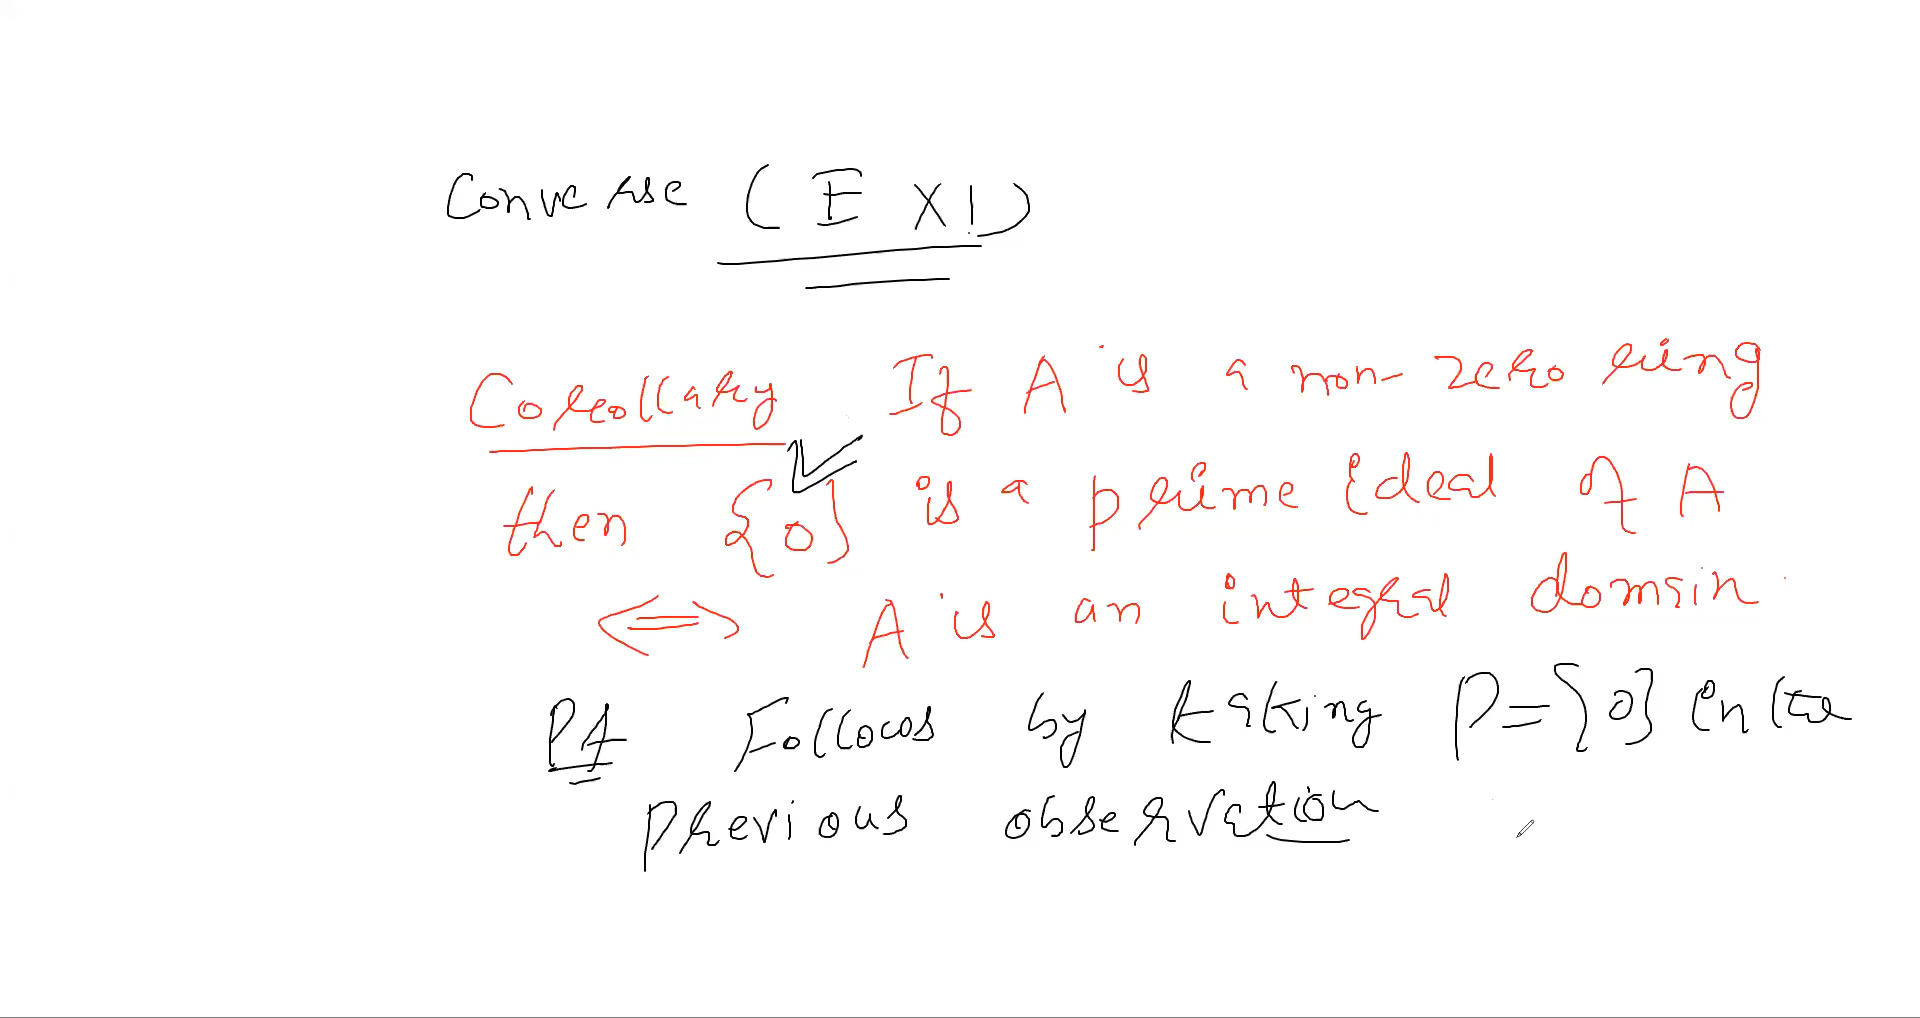 Converse (EX!)
Corollary If A is a non-zero ring
then {0} is a prime ideal of A
⟺ A is an integral domain.
Pf Follows by taking P={0} in the
previous observation